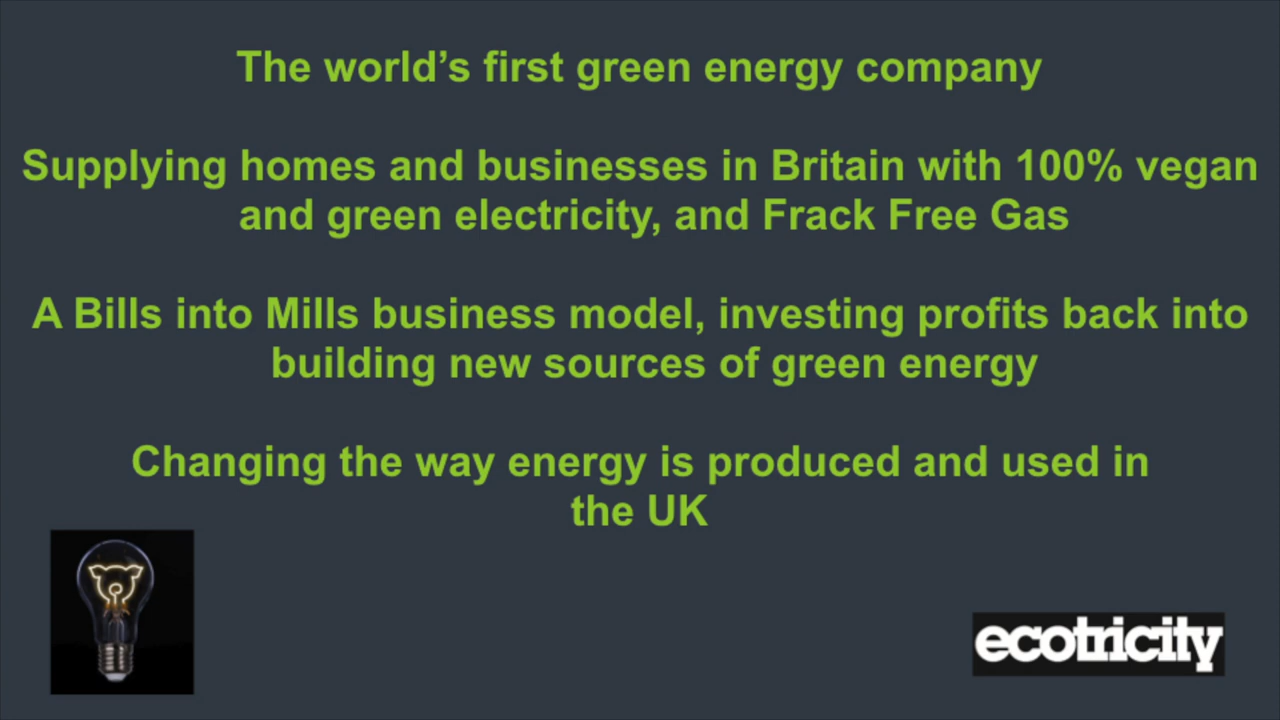 The world’s first green energy company
Supplying homes and businesses in Britain with 100% vegan
and green electricity, and Frack Free Gas
A Bills into Mills business model, investing profits back into
building new sources of green energy
Changing the way energy is produced and used in
the UK
ecotricity